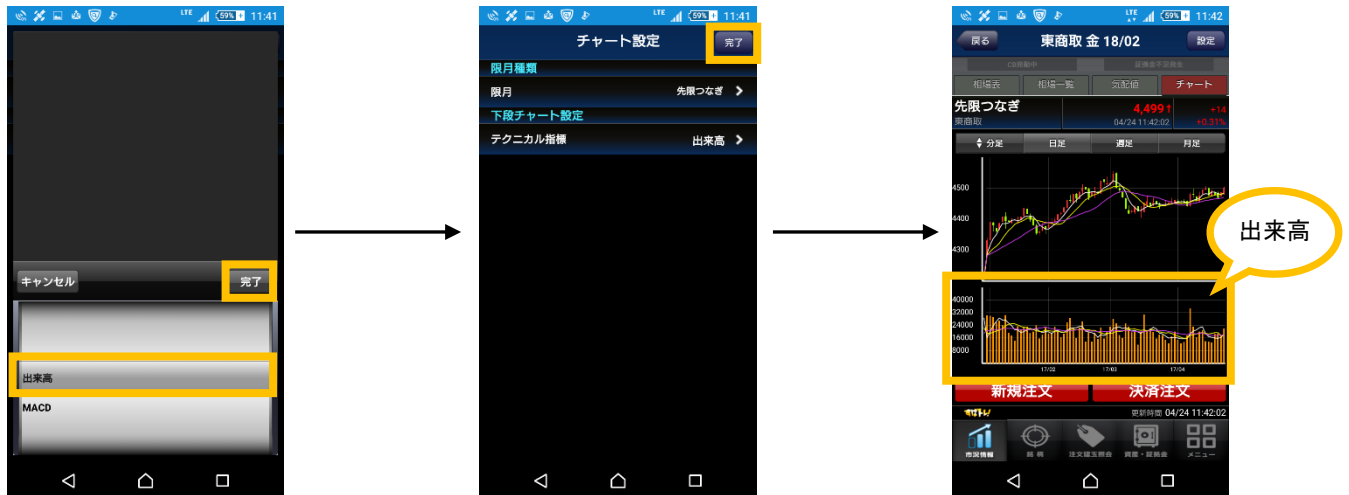 LTE 59% 11:41
キャンセル
完了
出来高
MACD
LTE 59% 11:41
チャート設定
完了
限月種類
限月
先限つなぎ
下段チャート設定
テクニカル指標
出来高
LTE 59% 11:42
戻る
東商取 金 18/02
設定
相場表
相場一覧
気配値
チャート
先限つなぎ
4,499↑
+14
東商取
04/24 11:42:02
+0.31%
分足
日足
週足
月足
4500
4400
4300
出来高
40000
32000
24000
16000
8000
17/02
17/03
17/04
新規注文
決済注文
更新時間 04/24 11:42:02
市況情報
銘柄
注文建玉照会
資産・証拠金
メニュー